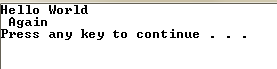 Hello World
 Again
Press any key to continue . . .